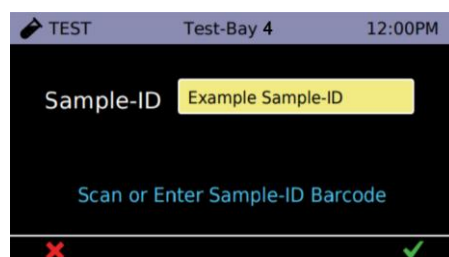 TEST Test-Bay 4 12:00PM
Sample-ID Example Sample-ID
Scan or Enter Sample-ID Barcode